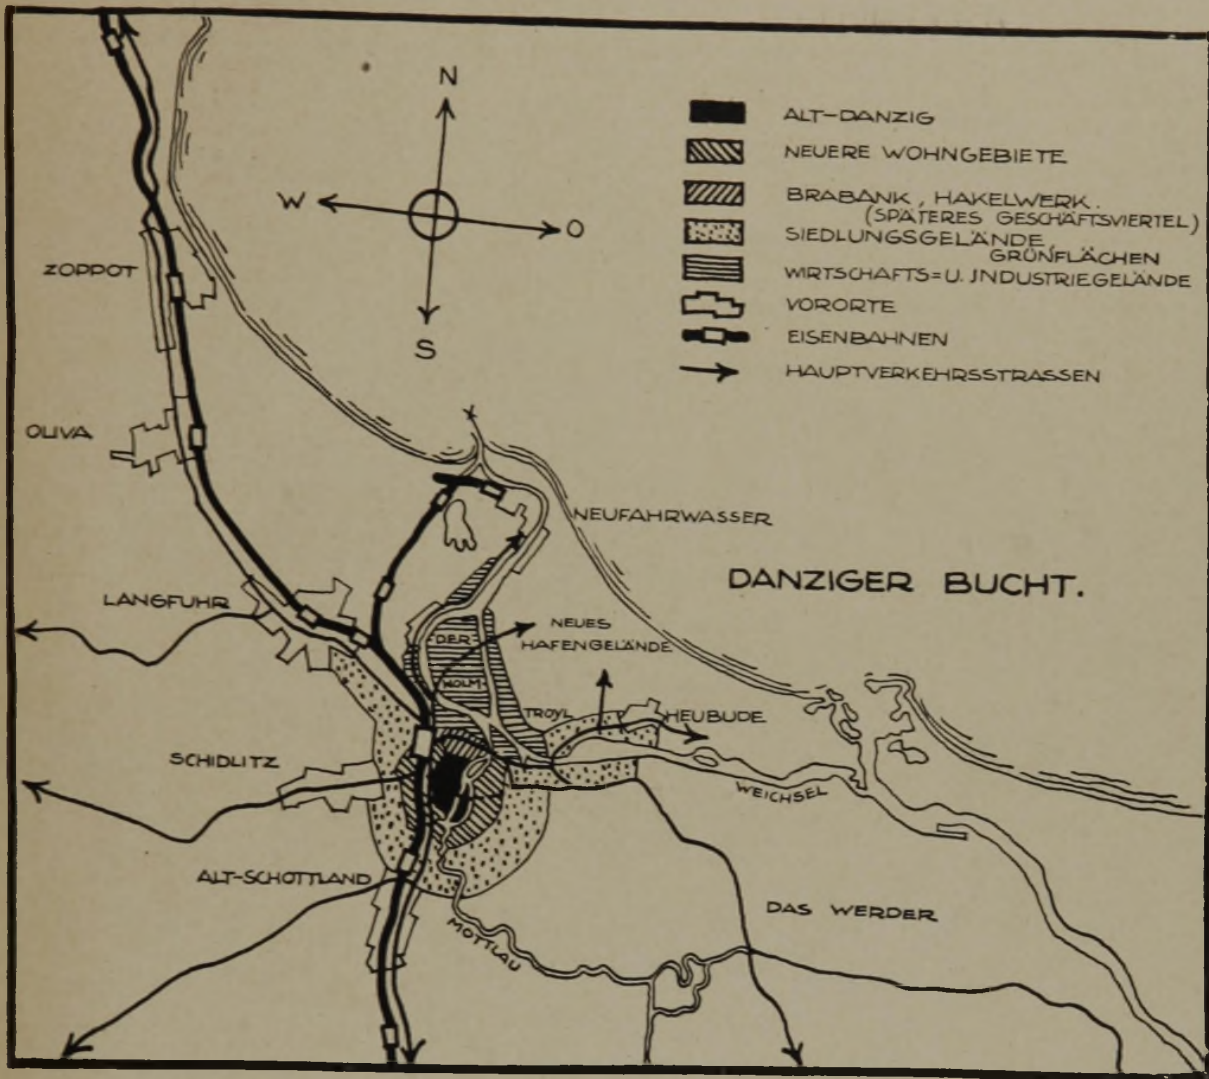 N
W
O
S
ALT-DANZIG
NEUERE WOHNGEBIETE
BRABANK, HAKELWERK.
(SPÄTERES GESCHÄFTSVIERTEL)
SIEDLUNGSGELÄNDE,
GRÜNFLÄCHEN
WIRTSCHAFTS=U. JNDUSTRIEGELÄNDE
VORORTE
EISENBAHNEN
HAUPTVERKEHRSSTRASSEN
ZOPPOT
OLIVA
NEUFAHRWASSER
DANZIGER BUCHT.
LANGFUHR
NEUES
HAFENGELÄNDE
DER
HOLM
TROYL
HEUBUDE
SCHIDLITZ
WEICHSEL
ALT-SCHOTTLAND
DAS WERDER
MOTTLAU